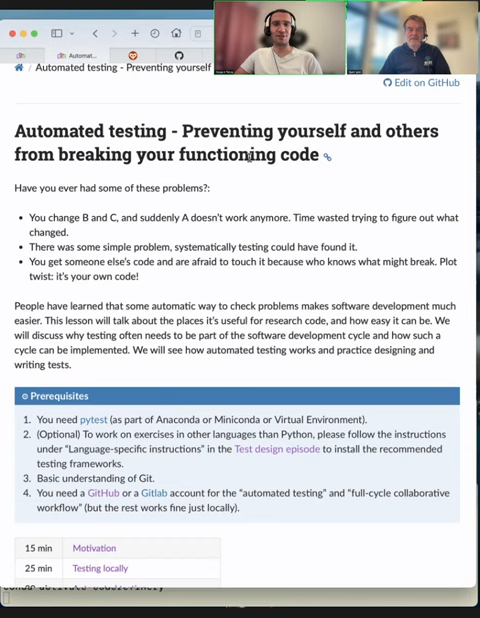 Automat...
/ Automated testing - Preventing yourself
Edit on GitHub
Automated testing - Preventing yourself and others
from breaking your functioning code
Have you ever had some of these problems?:
• You change B and C, and suddenly A doesn't work anymore. Time wasted trying to figure out what
changed.
• There was some simple problem, systematically testing could have found it.
• You get someone else's code and are afraid to touch it because who knows what might break. Plot
twist: it's your own code!
People have learned that some automatic way to check problems makes software development much
easier. This lesson will talk about the places it's useful for research code, and how easy it can be. We
will discuss why testing often needs to be part of the software development cycle and how such a
cycle can be implemented. We will see how automated testing works and practice designing and
writing tests.
Prerequisites
1. You need pytest (as part of Anaconda or Miniconda or Virtual Environment).
2. (Optional) To work on exercises in other languages than Python, please follow the instructions
under "Language-specific instructions" in the Test design episode to install the recommended
testing frameworks.
3. Basic understanding of Git.
4. You need a GitHub or a Gitlab account for the "automated testing" and "full-cycle collaborative
workflow" (but the rest works fine just locally).
15 min Motivation
25 min Testing locally